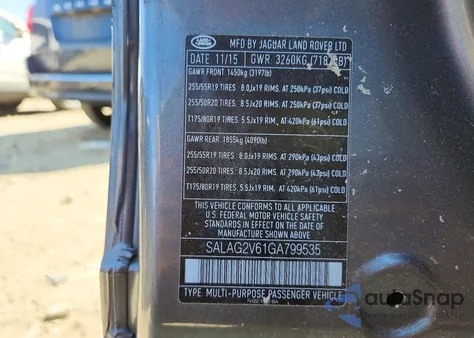 LAND ROVER
MFD BY JAGUAR LAND ROVER LTD
DATE: 11/15 GWR. 3260KG
GAWR FRONT 1450kg (3197lb)
255/55R19 TIRES. 8.0Jx19 RIMS. AT 250kPa (37psi) COLD
255/50R20 TIRES. 8.5Jx20 RIMS. AT 250kPa (37psi) COLD
T175/80R19 TIRES. 5.5Jx19 RIM, AT 420kPa (61psi) COLD
GAWR REAR: 1855kg (4090lb)
255/55R19 TIRES. 8.0Jx19 RIMS. AT 290kPa (43psi) COLD
255/50R20 TIRES. 8.5Jx20 RIMS. AT 290kPa (43psi) COLD
T175/80R19 TIRES. 5.5Jx19 RIM, AT 420kPa (61psi) COLD
THIS VEHICLE CONFORMS TO ALL APPLICABLE
U.S. FEDERAL MOTOR VEHICLE SAFETY
STANDARDS IN EFFECT ON THE DATE OF
MANUFACTURE SHOWN ABOVE
SALAG2V61GA799535
TYPE: MULTI-PURPOSE PASSENGER VEHICLE
autoSnap